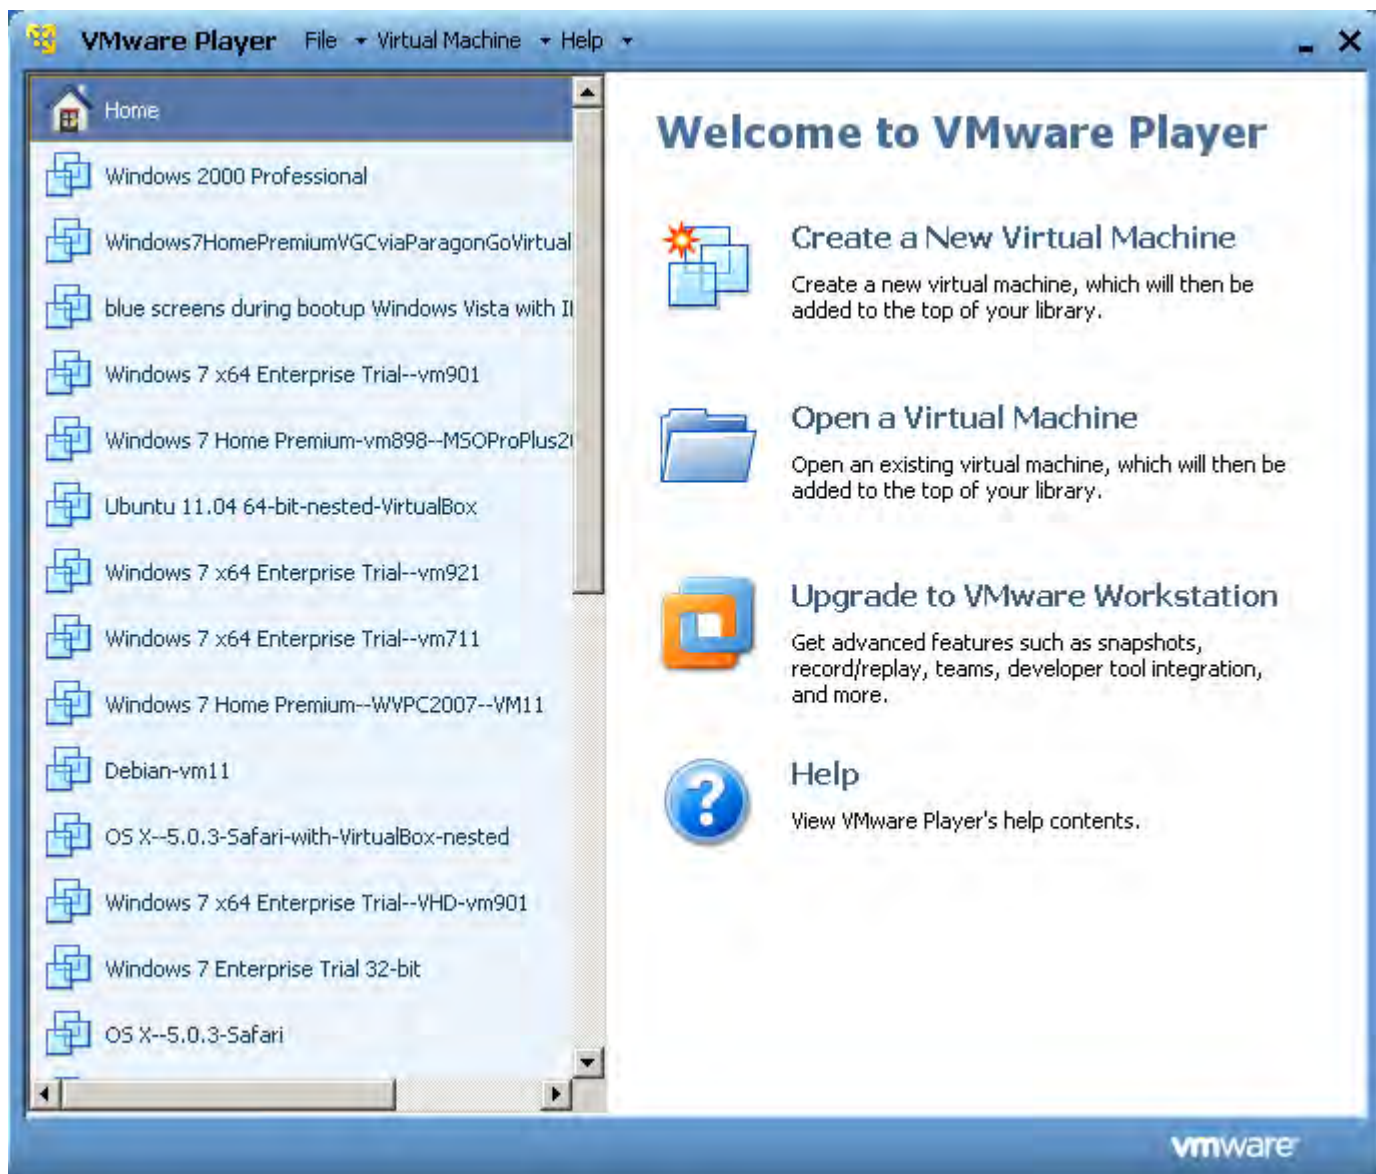 VMware Player File Virtual Machine Help
Home
Windows 2000 Professional
Windows7HomePremiumVGCviaParagonGoVirtual
blue screens during bootup Windows Vista with
Windows 7 x64 Enterprise Trial--vm901
Windows 7 Home Premium-vm898--MSOProPlus2
Ubuntu 11.04 64-bit-nested-VirtualBox
Windows 7 x64 Enterprise Trial--vm921
Windows 7 x64 Enterprise Trial--vm711
Windows 7 Home Premium--WVPC2007--VM11
Debian-vm11
OS X--5.0.3-Safari-with-VirtualBox-nested
Windows 7 x64 Enterprise Trial--VHD-vm901
Windows 7 Enterprise Trial 32-bit
OS X--5.0.3-Safari
Welcome to VMware Player
Create a New Virtual Machine
Create a new virtual machine, which will then be
added to the top of your library.
Open a Virtual Machine
Open an existing virtual machine, which will then be
added to the top of your library.
Upgrade to VMware Workstation
Get advanced features such as snapshots,
record/replay, teams, developer tool integration,
and more.
Help
View VMware Player's help contents.
vmware